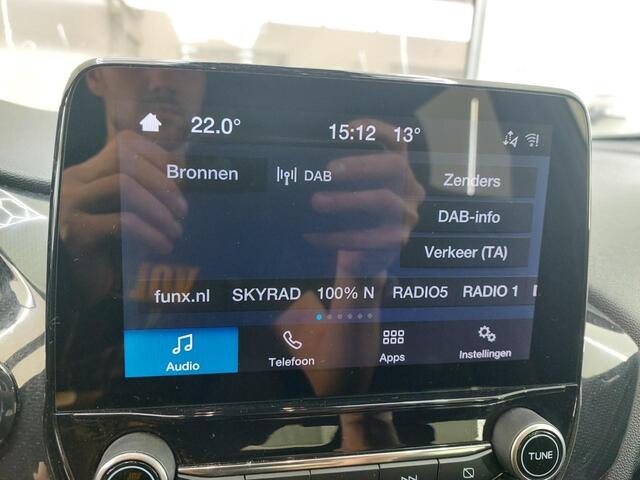 22.0° 15:12 13°
Bronnen DAB Zenders
DAB-info
Verkeer (TA)
funx.nl SKYRAD 100% N RADIO5 RADIO 1
Audio Telefoon Apps Instellingen
TUNE